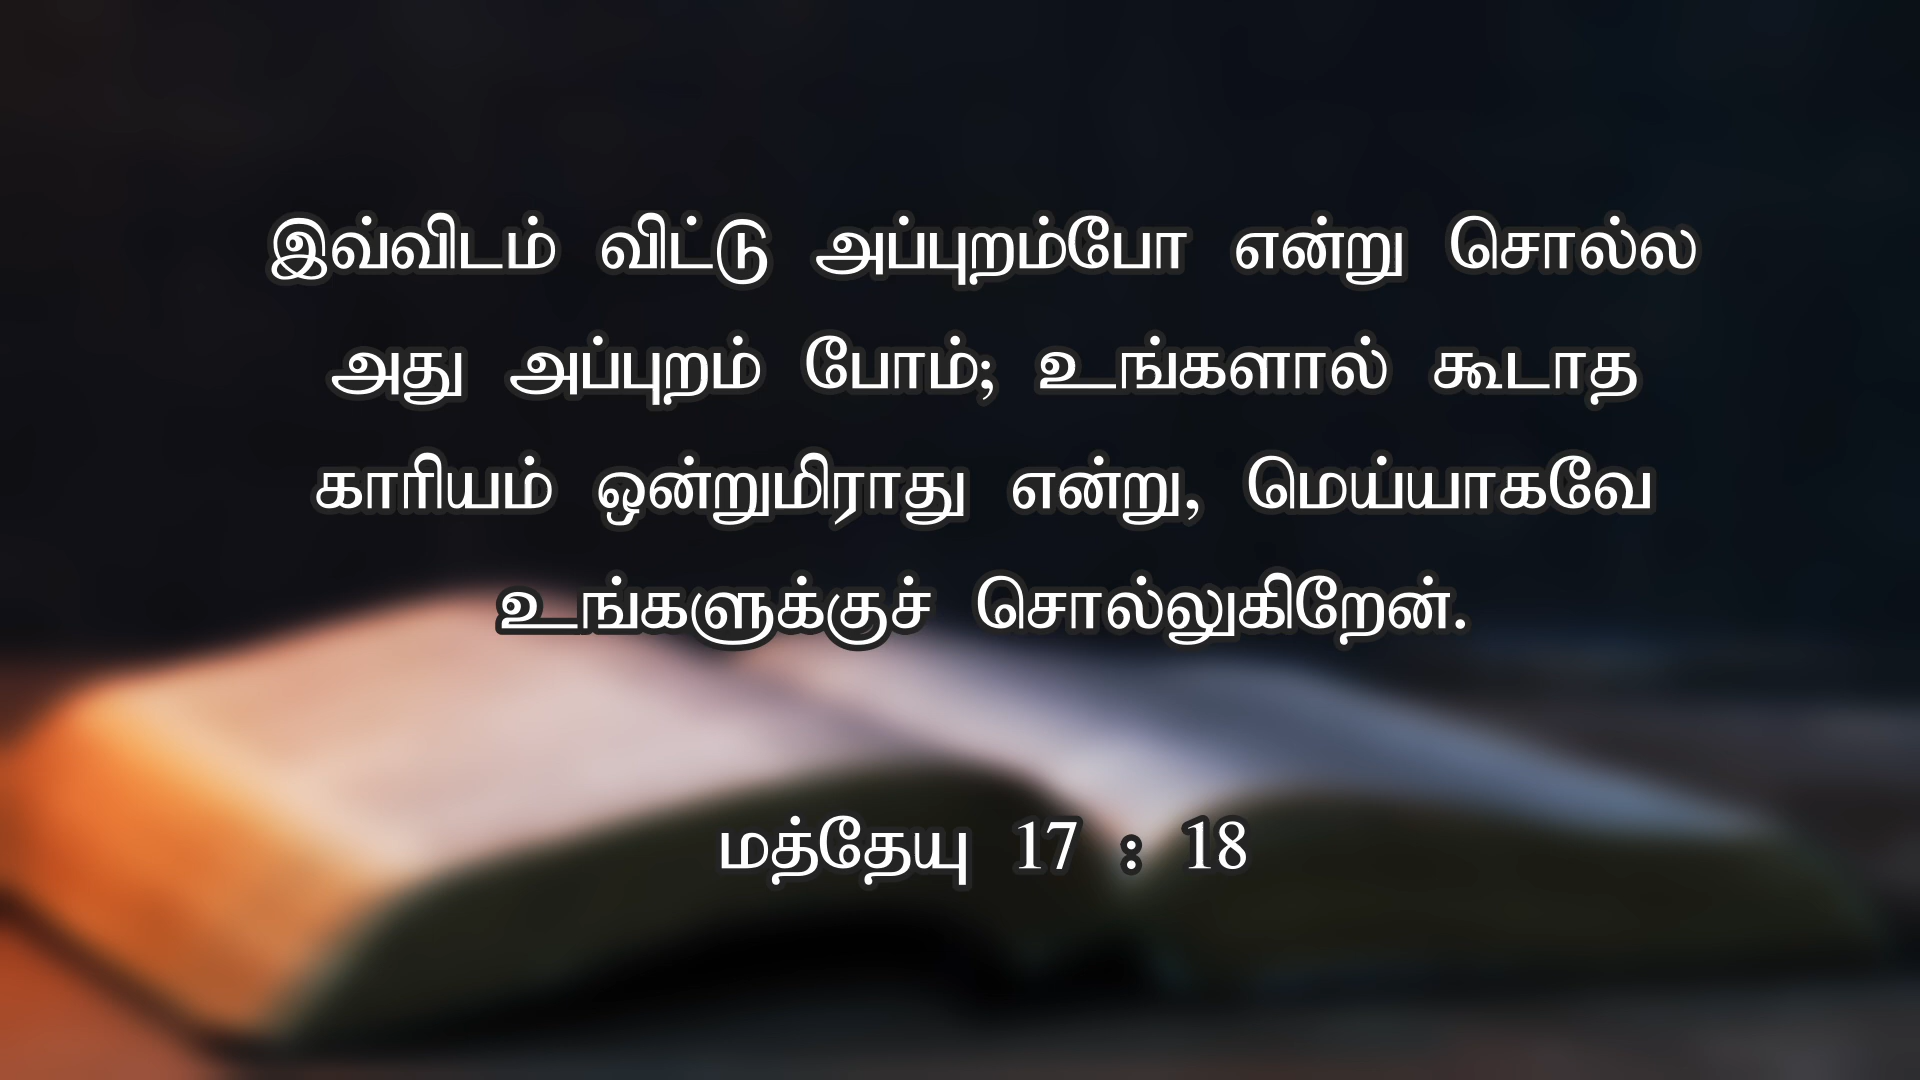 இவ்விடம் விட்டு அப்புறம்போ என்று சொல்ல
அது அப்புறம் போம்; உங்களால் கூடாத
காரியம் ஒன்றுமிராது என்று, மெய்யாகவே
உங்களுக்குச் சொல்லுகிறேன்.
மத்தேயு 17 : 18